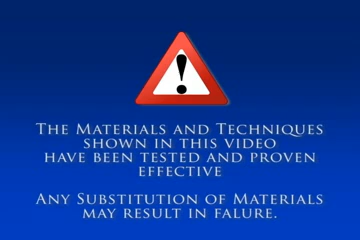 !
The Materials and Techniques
shown in this video
have been tested and proven
effective
Any Substitution of Materials
may result in falure.